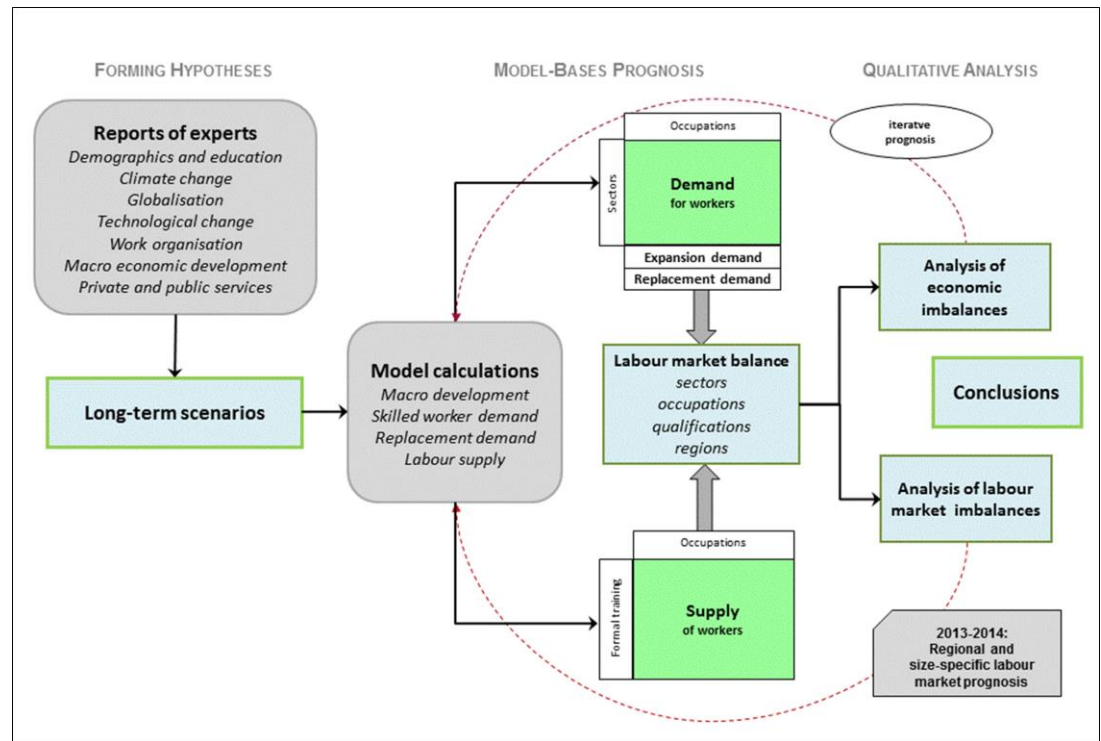 FORMING HYPOTHESES
MODEL-BASES PROGNOSIS
QUALITATIVE ANALYSIS
Reports of experts
Demographics and education
Climate change
Globalisation
Technological change
Work organisation
Macro economic development
Private and public services
Long-term scenarios
Model calculations
Macro development
Skilled worker demand
Replacement demand
Labour supply
Occupations
Sectors
Demand
for workers
Expansion demand
Replacement demand
Labour market balance
sectors
occupations
qualifications
regions
Occupations
Formal training
Supply
of workers
iteratve
prognosis
Analysis of
economic
imbalances
Conclusions
Analysis of labour
market imbalances
2013-2014:
Regional and
size-specific labour
market prognosis